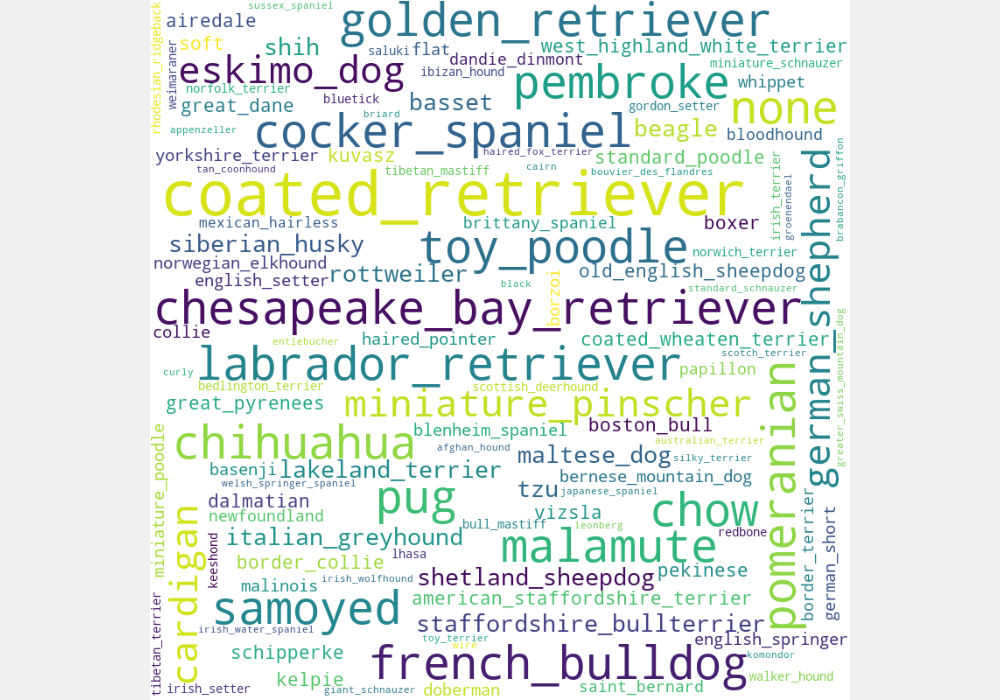 sussex_spaniel
rhodesian_ridgeback
airedale
golden_retriever
weimaraner
soft
shih
saluki
flat
west_highland_white_terrier
eskimo_dog
dandie_dinmont
ibizan_hound
pembroke
miniature_schnauzer
whippet
norfolk_terrier
great_dane
bluetick
basset
gordon_setter
none
briard
appenzeller
cocker_spaniel
beagle
bloodhound
yorkshire_terrier
kuvasz
haired_fox_terrier
standard_poodle
tan_coonhound
tibetan_mastiff
cairn
bouvier_des_flandres
irish_terrier
groenendael
german_shepherd
brabancon_griffon
coated_retriever
mexican_hairless
brittany_spaniel
boxer
siberian_husky
toy_poodle
norwich_terrier
norwegian_elkhound
rottweiler
old_english_sheepdog
english_setter
black
borzoi
standard_schnauzer
chesapeake_bay_retriever
collie
entlebucher
haired_pointer
coated_wheaten_terrier
greater_swiss_mountain_dog
labrador_retriever
scotch_terrier
curly
papillon
bedlington_terrier
scottish_deerhound
great_pyrenees
miniature_pinscher
pomeranian
chihuahua
blenheim_spaniel
boston_bull
miniature_poodle
afghan_hound
australian_terrier
basenji
lakeland_terrier
maltese_dog
silky_terrier
welsh_springer_spaniel
bernese_mountain_dog
dalmatian
pug
tzu
japanese_spaniel
chow
border_terrier
newfoundland
vizsla
cardigan
bull_mastiff
leonberg
german_short
keeshond
italian_greyhound
malamute
redbone
border_collie
lhasa
malinois
irish_wolfhound
shetland_sheepdog
pekinese
tibetan_terrier
samoyed
american_staffordshire_terrier
irish_water_spaniel
staffordshire_bullterrier
toy_terrier
wire
english_springer
schipperke
french_bulldog
komondor
irish_setter
kelpie
giant_schnauzer
doberman
saint_bernard
walker_hound